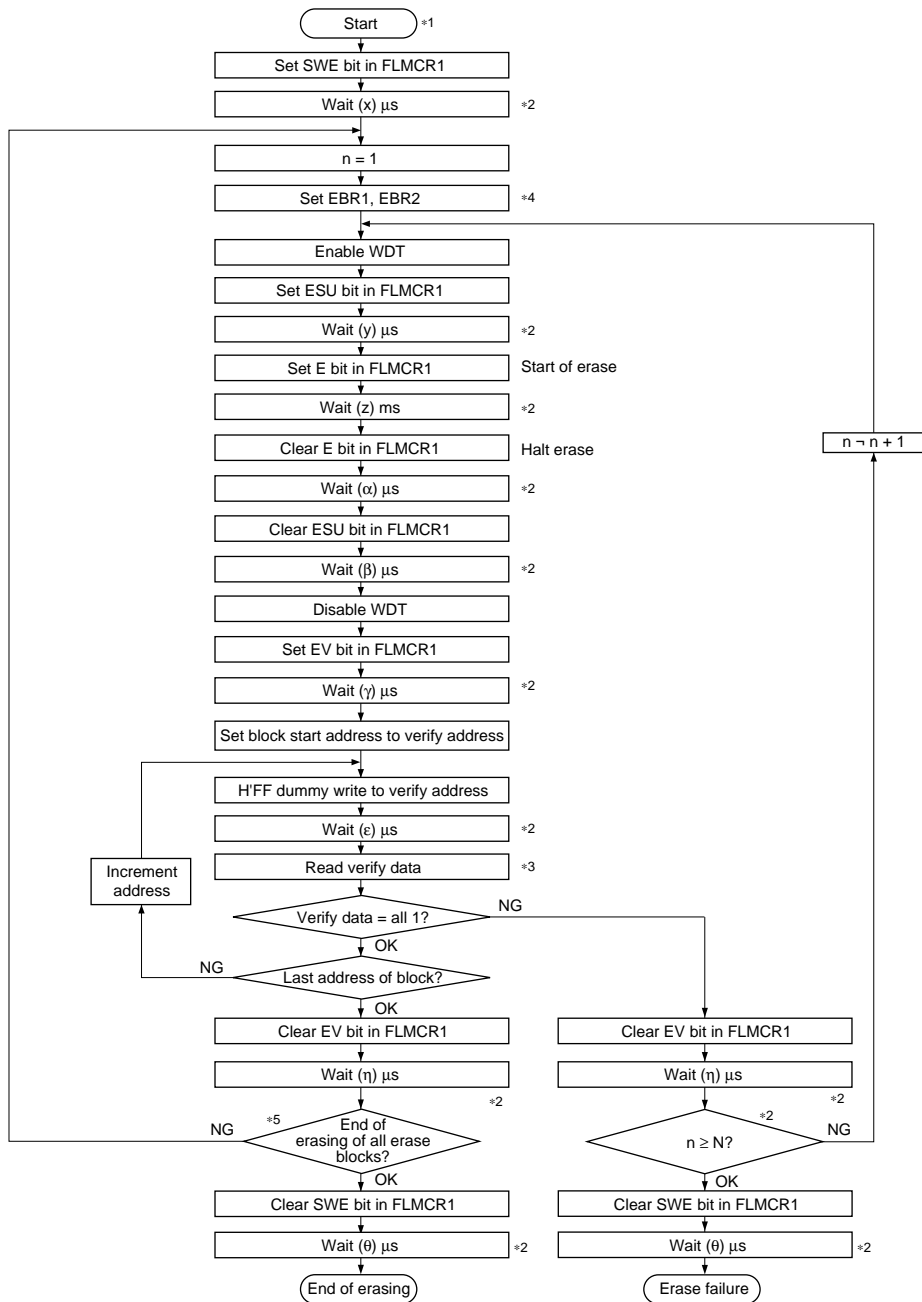 Start *1
Set SWE bit in FLMCR1
Wait (x) μs *2
n = 1
Set EBR1, EBR2 *4
Enable WDT
Set ESU bit in FLMCR1
Wait (y) μs *2
Set E bit in FLMCR1 Start of erase
Wait (z) ms *2
Clear E bit in FLMCR1 Halt erase
n ¬ n + 1
Wait (α) μs *2
Clear ESU bit in FLMCR1
Wait (β) μs *2
Disable WDT
Set EV bit in FLMCR1
Wait (γ) μs *2
Set block start address to verify address
H'FF dummy write to verify address
Wait (ε) μs *2
Read verify data *3
Increment
address
Verify data = all 1? NG
OK
NG Last address of block?
OK
Clear EV bit in FLMCR1
Wait (η) μs
*2
*5
NG End of
erasing of all erase
blocks?
OK
Clear SWE bit in FLMCR1
Wait (θ) μs *2
End of erasing
Clear EV bit in FLMCR1
Wait (η) μs
*2
*2
n ≥ N? NG
OK
Clear SWE bit in FLMCR1
Wait (θ) μs *2
Erase failure